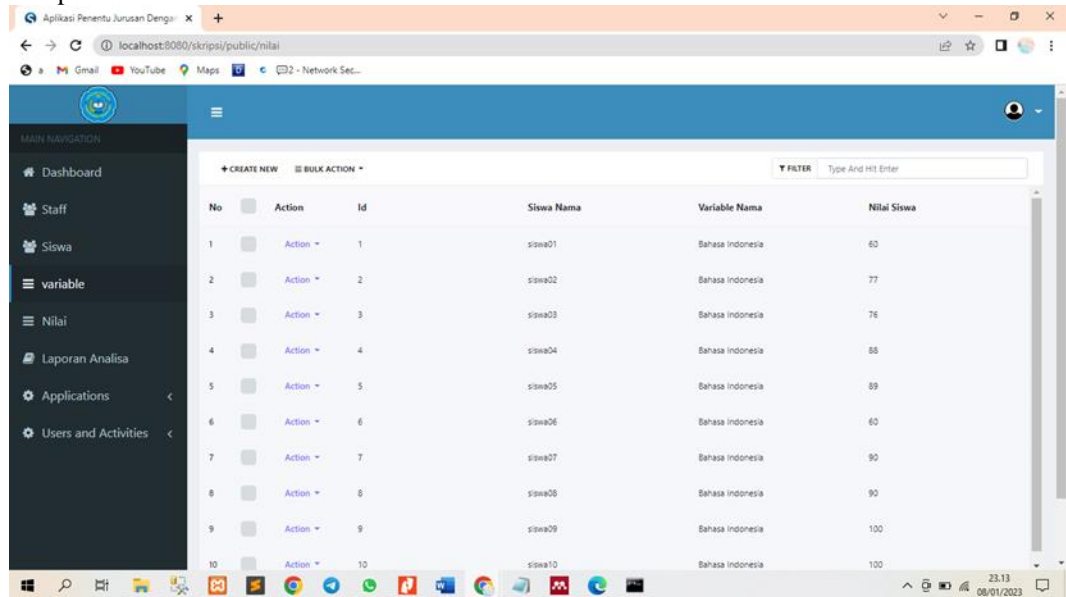 Aplikasi Penentu Jurusan Dengan
localhost:8080/skripsi/public/nilai
a Gmail YouTube Maps 2 - Network Sec...
MAIN NAVIGATION
Dashboard
Staff
Siswa
variable
Nilai
Laporan Analisa
Applications
Users and Activities
+ CREATE NEW BULK ACTION FILTER Type And Hit Enter
No Action Id Siswa Nama Variable Nama Nilai Siswa
1 Action 1 siswa01 Bahasa Indonesia 60
2 Action 2 siswa02 Bahasa Indonesia 77
3 Action 3 siswa03 Bahasa Indonesia 76
4 Action 4 siswa04 Bahasa Indonesia 88
5 Action 5 siswa05 Bahasa Indonesia 89
6 Action 6 siswa06 Bahasa Indonesia 60
7 Action 7 siswa07 Bahasa Indonesia 90
8 Action 8 siswa08 Bahasa Indonesia 90
9 Action 9 siswa09 Bahasa Indonesia 100
10 Action 10 siswa10 Bahasa Indonesia 100
23.13
08/01/2023